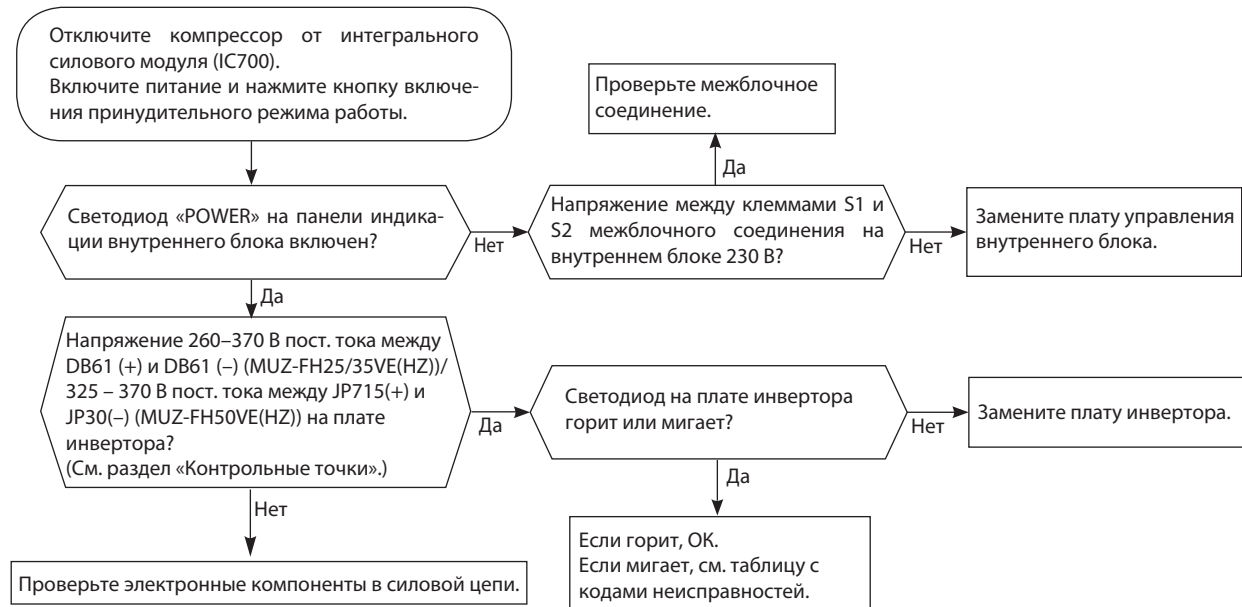 Отключите компрессор от интегрального
силового модуля (IC700).
Включите питание и нажмите кнопку включе-
ния принудительного режима работы.
Проверьте межблочное
соединение.
Да
Светодиод «POWER» на панели индика-
ции внутреннего блока включен?
Нет
Напряжение между клеммами S1 и
S2 межблочного соединения на
внутреннем блоке 230 В?
Нет
Замените плату управления
внутреннего блока.
Да
Напряжение 260–370 В пост. тока между
DB61 (+) и DB61 (–) (MUZ-FH25/35VE(HZ))/
325 – 370 В пост. тока между JP715(+) и
JP30(–) (MUZ-FH50VE(HZ)) на плате
инвертора?
(См. раздел «Контрольные точки».)
Да
Светодиод на плате инвертора
горит или мигает?
Нет
Замените плату инвертора.
Нет
Да
Проверьте электронные компоненты в силовой цепи.
Если горит, ОК.
Если мигает, см. таблицу с
кодами неисправностей.